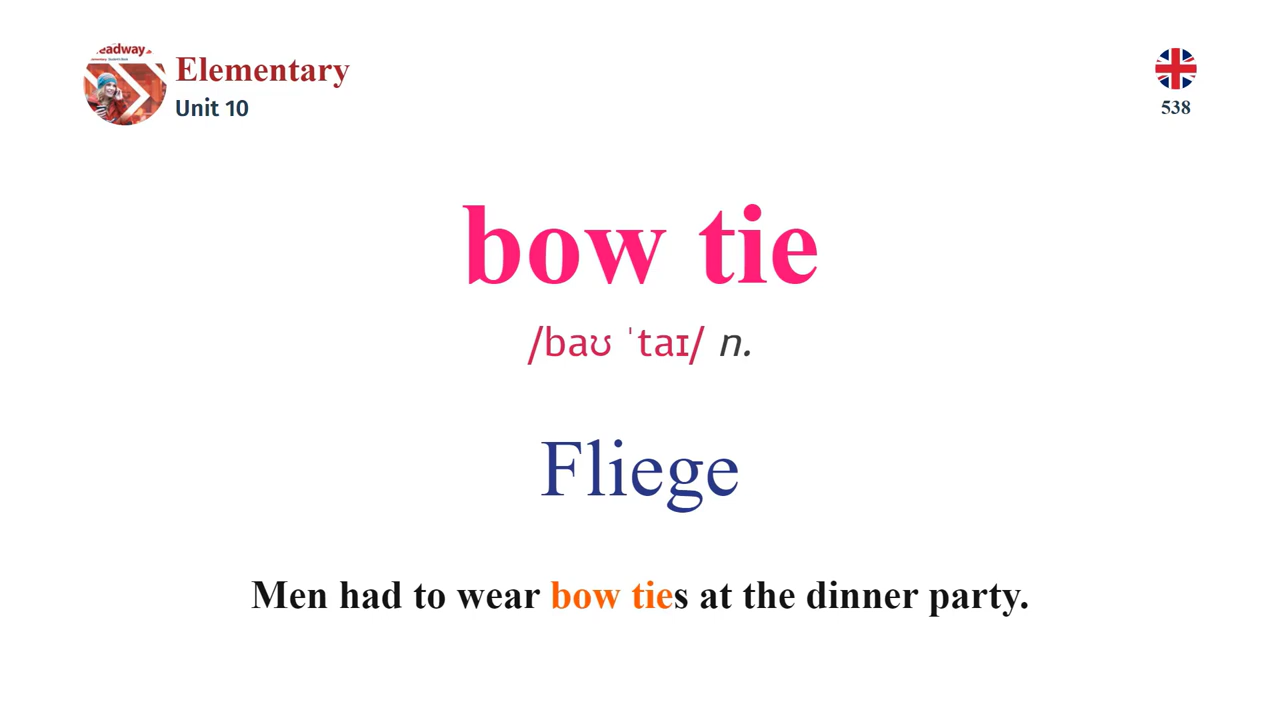 eadway
Elementary
Unit 10
538
bow tie
/baʊ ˈtaɪ/ n.
Fliege
Men had to wear bow ties at the dinner party.